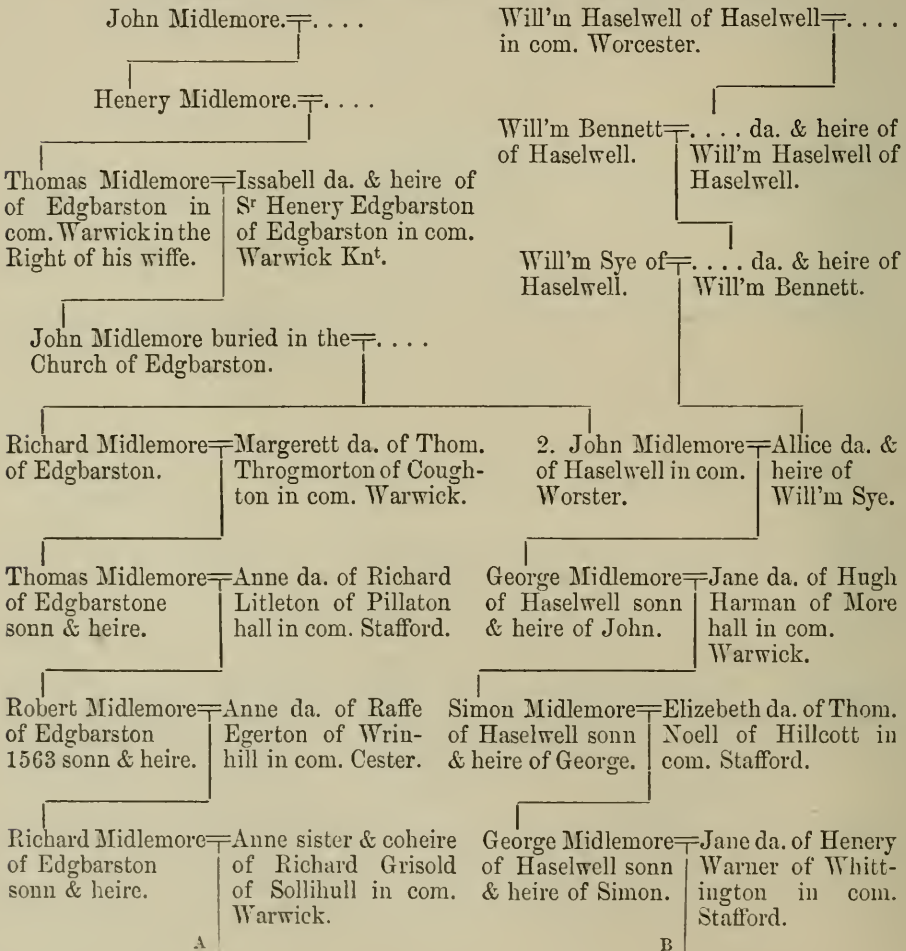 John Midlemore.=. . . .
Henery Midlemore.=. . . .
Thomas Midlemore=Issabell da. & heire of
of Edgbarston in Sʳ Henery Edgbarston
com. Warwick in the of Edgbarston in com.
Right of his wiffe. Warwick Knᵗ.
John Midlemore buried in the=. . . .
Church of Edgbarston.
Will'm Haselwell of Haselwell=. . . .
in com. Worcester.
Will'm Bennett=. . . . da. & heire of
of Haselwell. Will'm Haselwell of
Haselwell.
Will'm Sye of=. . . . da. & heire of
Haselwell. Will'm Bennett.
Richard Midlemore=Margerett da. of Thom.
of Edgbarston. Throgmorton of Cough-
ton in com. Warwick.
2. John Midlemore=Allice da. &
of Haselwell in com. heire of
Worster. Will'm Sye.
Thomas Midlemore=Anne da. of Richard
of Edgbarstone Litleton of Pillaton
sonn & heire. hall in com. Stafford.
George Midlemore=Jane da. of Hugh
of Haselwell sonn Harman of More
& heire of John. hall in com.
Warwick.
Robert Midlemore=Anne da. of Raffe
of Edgbarston Egerton of Wrin-
1563 sonn & heire. hill in com. Cester.
Simon Midlemore=Elizebeth da. of Thom.
of Haselwell sonn Noell of Hillcott in
& heire of George. com. Stafford.
Richard Midlemore=Anne sister & coheire
of Edgbarston of Richard Grisold
sonn & heire. of Sollihull in com.
Warwick.
A
George Midlemore=Jane da. of Henery
of Haselwell sonn Warner of Whitt-
& heire of Simon. ington in com.
Stafford.
B